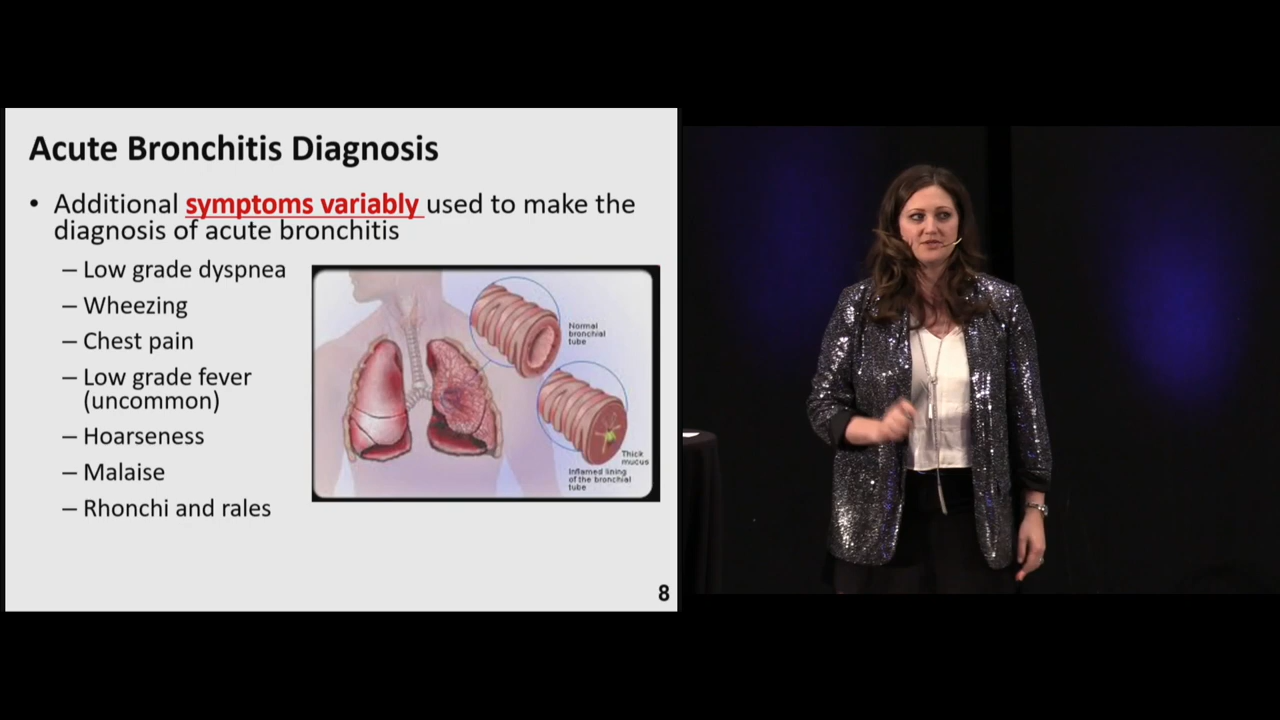 Acute Bronchitis Diagnosis
• Additional symptoms variably used to make the
diagnosis of acute bronchitis
– Low grade dyspnea
– Wheezing
– Chest pain
– Low grade fever
(uncommon)
– Hoarseness
– Malaise
– Rhonchi and rales
Normal
bronchial
tube
Thick
mucus
Inflamed lining
of the bronchial
tube
8